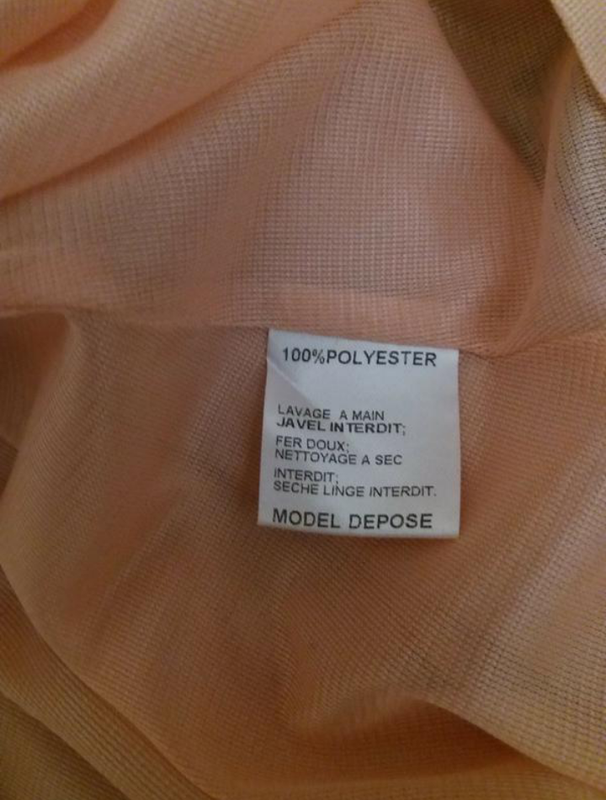 100%POLYESTER
LAVAGE A MAIN
JAVEL INTERDIT;
FER DOUX;
NETTOYAGE A SEC
INTERDIT;
SECHE LINGE INTERDIT.
MODEL DEPOSE